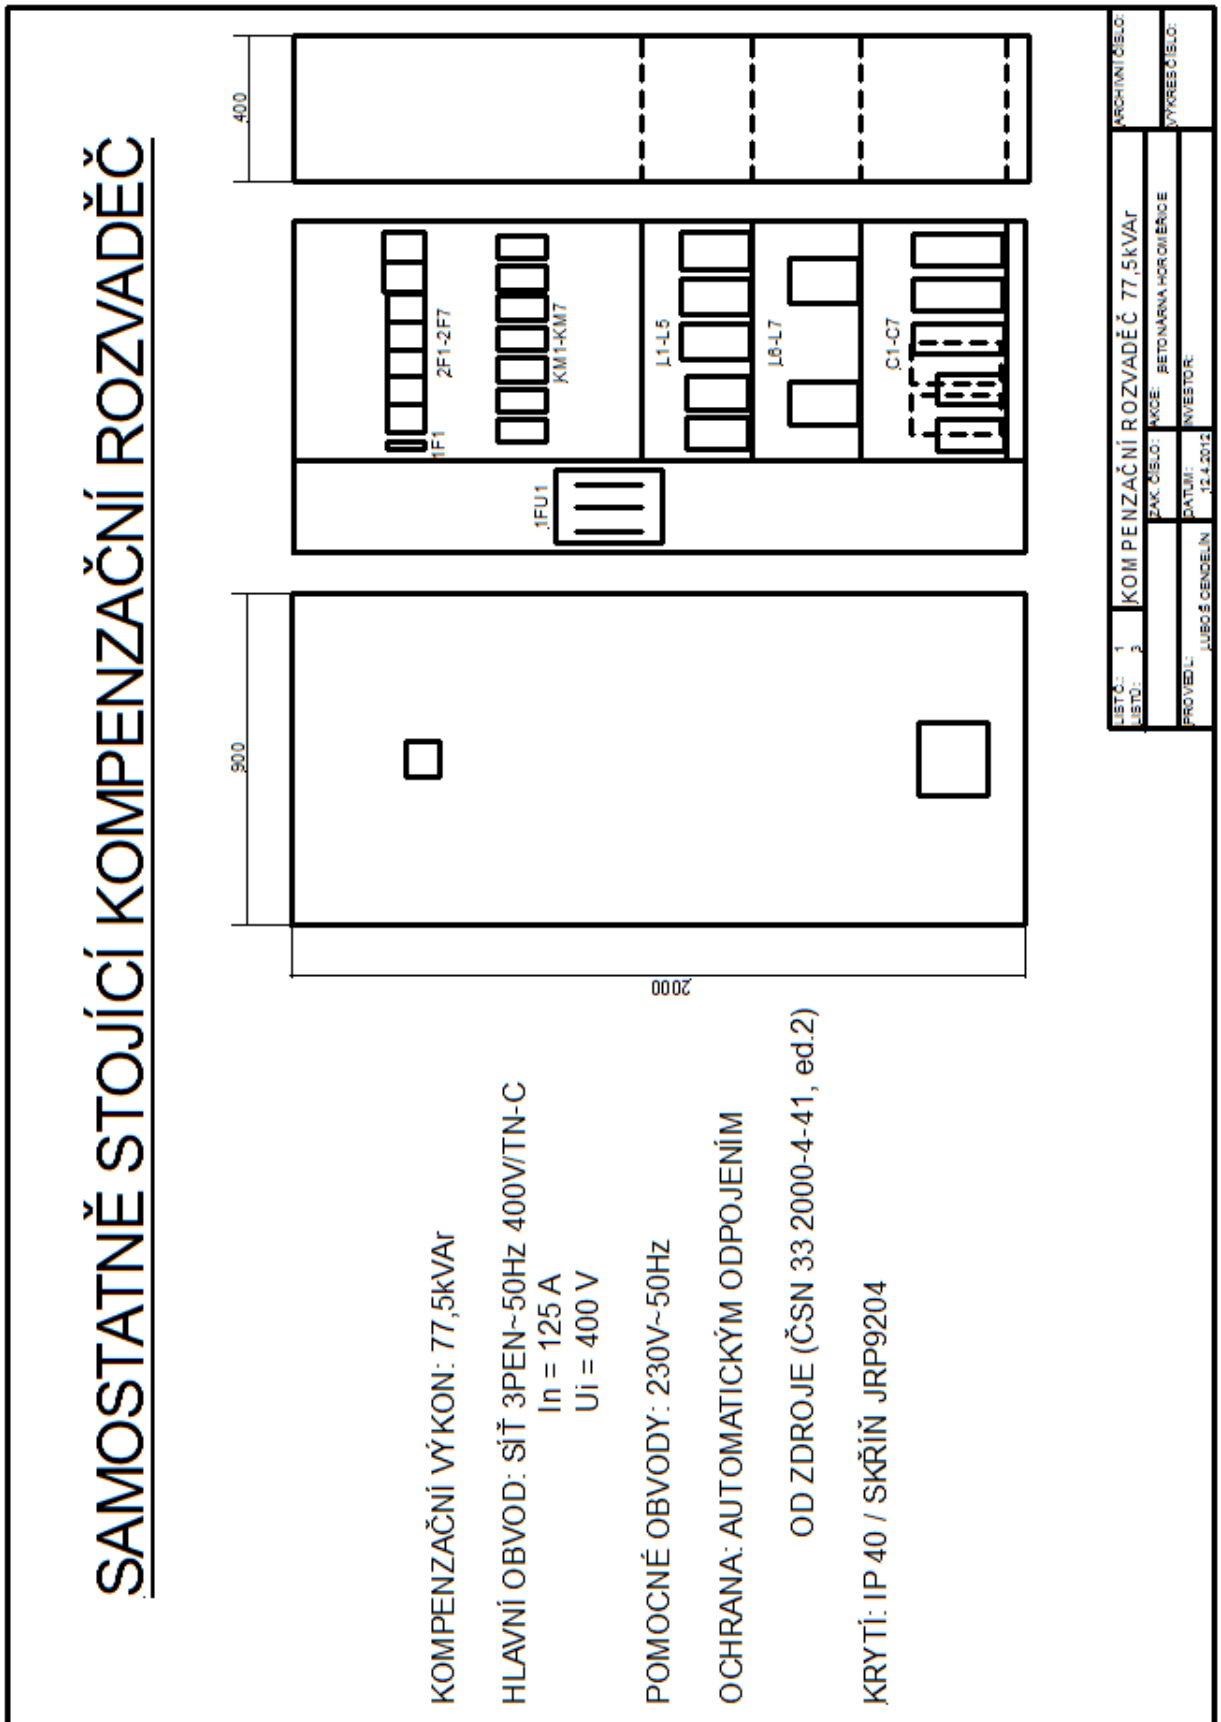 SAMOSTATNĚ STOJÍCÍ KOMPENZAČNÍ ROZVADĚČ
KOMPENZAČNÍ VÝKON: 77,5kVAr
HLAVNÍ OBVOD: SÍŤ 3PEN~50Hz 400V/TN-C
In = 125 A
Ui = 400 V
POMOCNÉ OBVODY: 230V~50Hz
OCHRANA: AUTOMATICKÝM ODPOJENÍM
OD ZDROJE (ČSN 33 2000-4-41, ed.2)
KRYTÍ: IP 40 / SKŘÍŇ JRP9204
900
2000
400
1FU1
1F1
2F1-2F7
KM1-KM7
L1-L5
L6-L7
C1-C7
LIST Č.: 1
LISTŮ: 3
KOMPENZAČNÍ ROZVADĚČ 77,5kVAr
ARCHIVNÍ ČÍSLO:
ZAK. ČÍSLO:
AKCE: BETONÁRNA HOROMĚŘICE
VÝKRES ČÍSLO:
PROVEDL: LUBOŠ CENDELÍN
DATUM: 12.4.2012
INVESTOR: